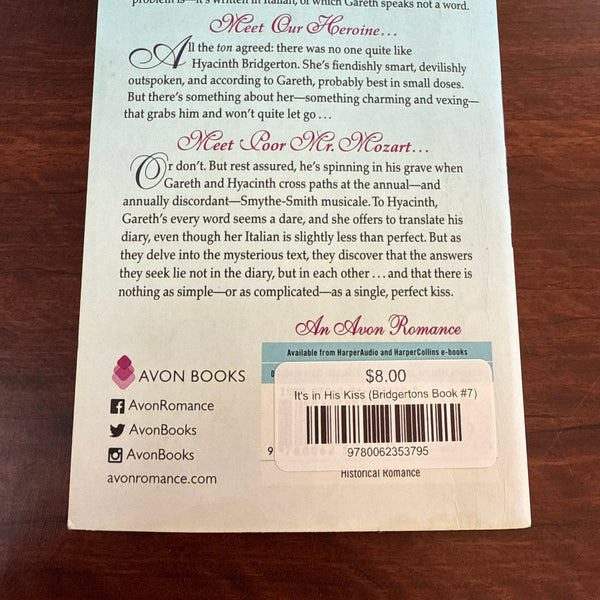 problem is—it's written in Italian, of which Gareth speaks not a word.
Meet Our Heroine...
All the ton agreed: there was no one quite like
Hyacinth Bridgerton. She's fiendishly smart, devilishly
outspoken, and according to Gareth, probably best in small doses.
But there's something about her—something charming and vexing—
that grabs him and won't quite let go . . .
Meet Poor Mr. Mozart...
Or don't. But rest assured, he's spinning in his grave when
Gareth and Hyacinth cross paths at the annual—and
annually discordant—Smythe-Smith musicale. To Hyacinth,
Gareth's every word seems a dare, and she offers to translate his
diary, even though her Italian is slightly less than perfect. But as
they delve into the mysterious text, they discover that the answers
they seek lie not in the diary, but in each other . . . and that there is
nothing as simple—or as complicated—as a single, perfect kiss.
An Avon Romance
Available from HarperAudio and HarperCollins e-books
$8.00
It's in His Kiss (Bridgertons Book #7)
9780062353795
Historical Romance
AVON BOOKS
AvonRomance
AvonBooks
AvonBooks
avonromance.com